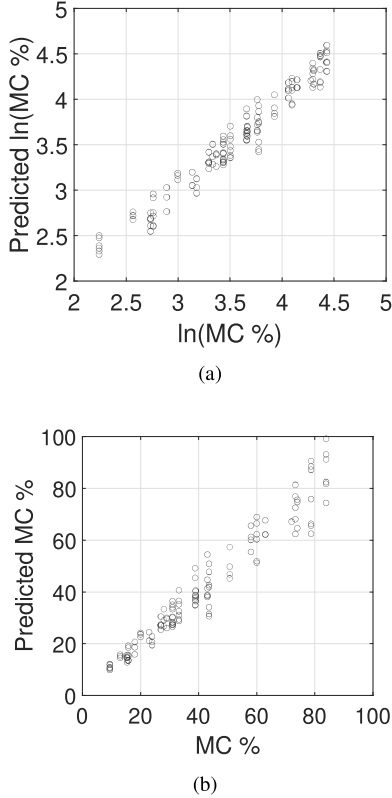 5
4.5
4
3.5
3
2.5
2
Predicted ln(MC %)
2 2.5 3 3.5 4 4.5 5
ln(MC %)
(a)
100
80
60
40
20
0
Predicted MC %
0 20 40 60 80 100
MC %
(b)